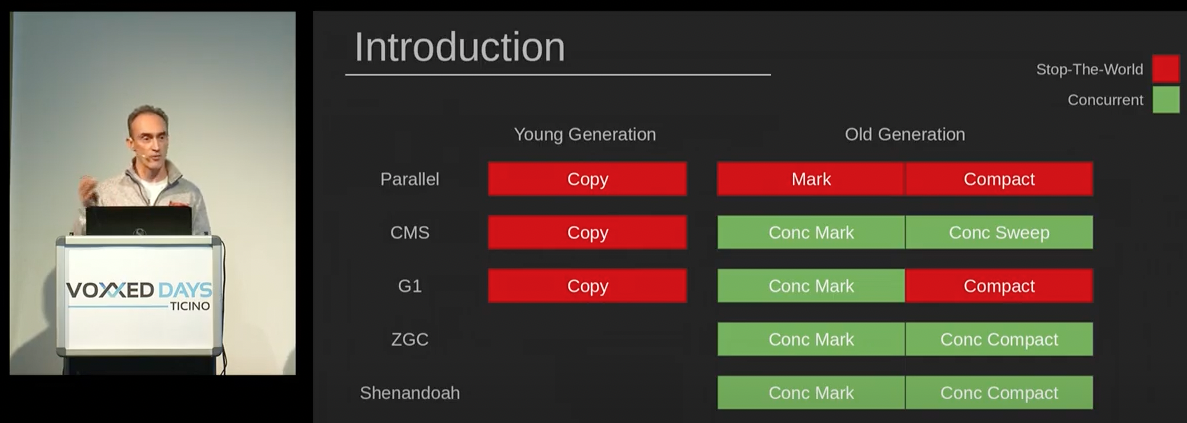 Introduction
Stop-The-World
Concurrent
Young Generation Old Generation
Parallel Copy Mark Compact
CMS Copy Conc Mark Conc Sweep
G1 Copy Conc Mark Compact
ZGC Conc Mark Conc Compact
Shenandoah Conc Mark Conc Compact
VOXXED DAYS
TICINO